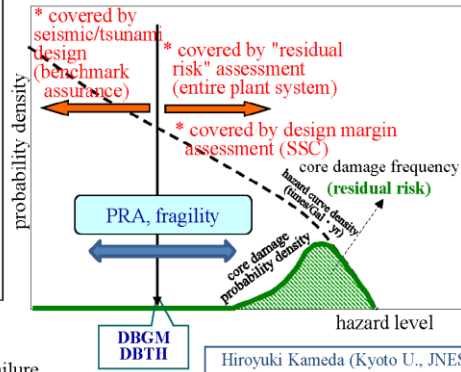 * covered by
seismic/tsunami
design
(benchmark
assurance)
* covered by "residual
risk" assessment
(entire plant system)
* covered by design margin
assessment (SSC)
core damage frequency
(residual risk)
hazard curve density
(times/Gal・yr)
PRA, fragility
core damage
probability density
probability density
hazard level
DBGM
DBTH
Hiroyuki Kameda (Kyoto U., JNES
failure